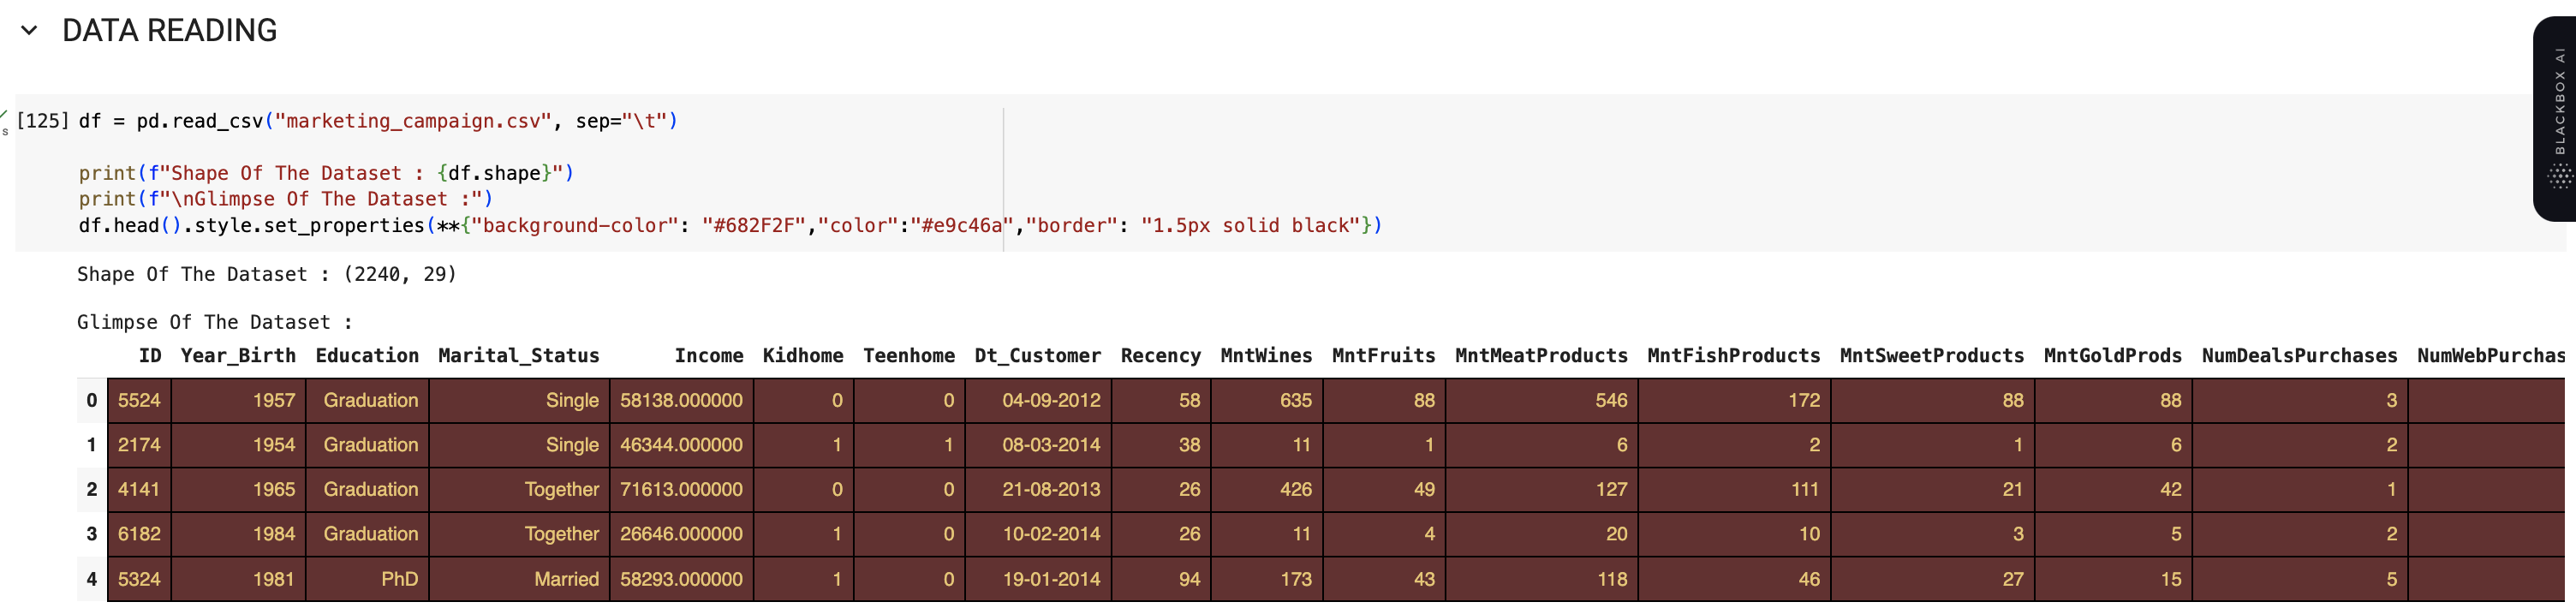 DATA READING
[125] df = pd.read_csv("marketing_campaign.csv", sep="\t")
print(f"Shape Of The Dataset : {df.shape}")
print(f"\nGlimpse Of The Dataset :")
df.head().style.set_properties(**{"background-color": "#682F2F","color":"#e9c46a","border": "1.5px solid black"})
s
Shape Of The Dataset : (2240, 29)
Glimpse Of The Dataset :
ID Year_Birth Education Marital_Status Income Kidhome Teenhome Dt_Customer Recency MntWines MntFruits MntMeatProducts MntFishProducts MntSweetProducts MntGoldProds NumDealsPurchases NumWebPurchas
0 5524 1957 Graduation Single 58138.000000 0 0 04-09-2012 58 635 88 546 172 88 88 3
1 2174 1954 Graduation Single 46344.000000 1 1 08-03-2014 38 11 1 6 2 1 6 2
2 4141 1965 Graduation Together 71613.000000 0 0 21-08-2013 26 426 49 127 111 21 42 1
3 6182 1984 Graduation Together 26646.000000 1 0 10-02-2014 26 11 4 20 10 3 5 2
4 5324 1981 PhD Married 58293.000000 1 0 19-01-2014 94 173 43 118 46 27 15 5
BLACKBOX AI